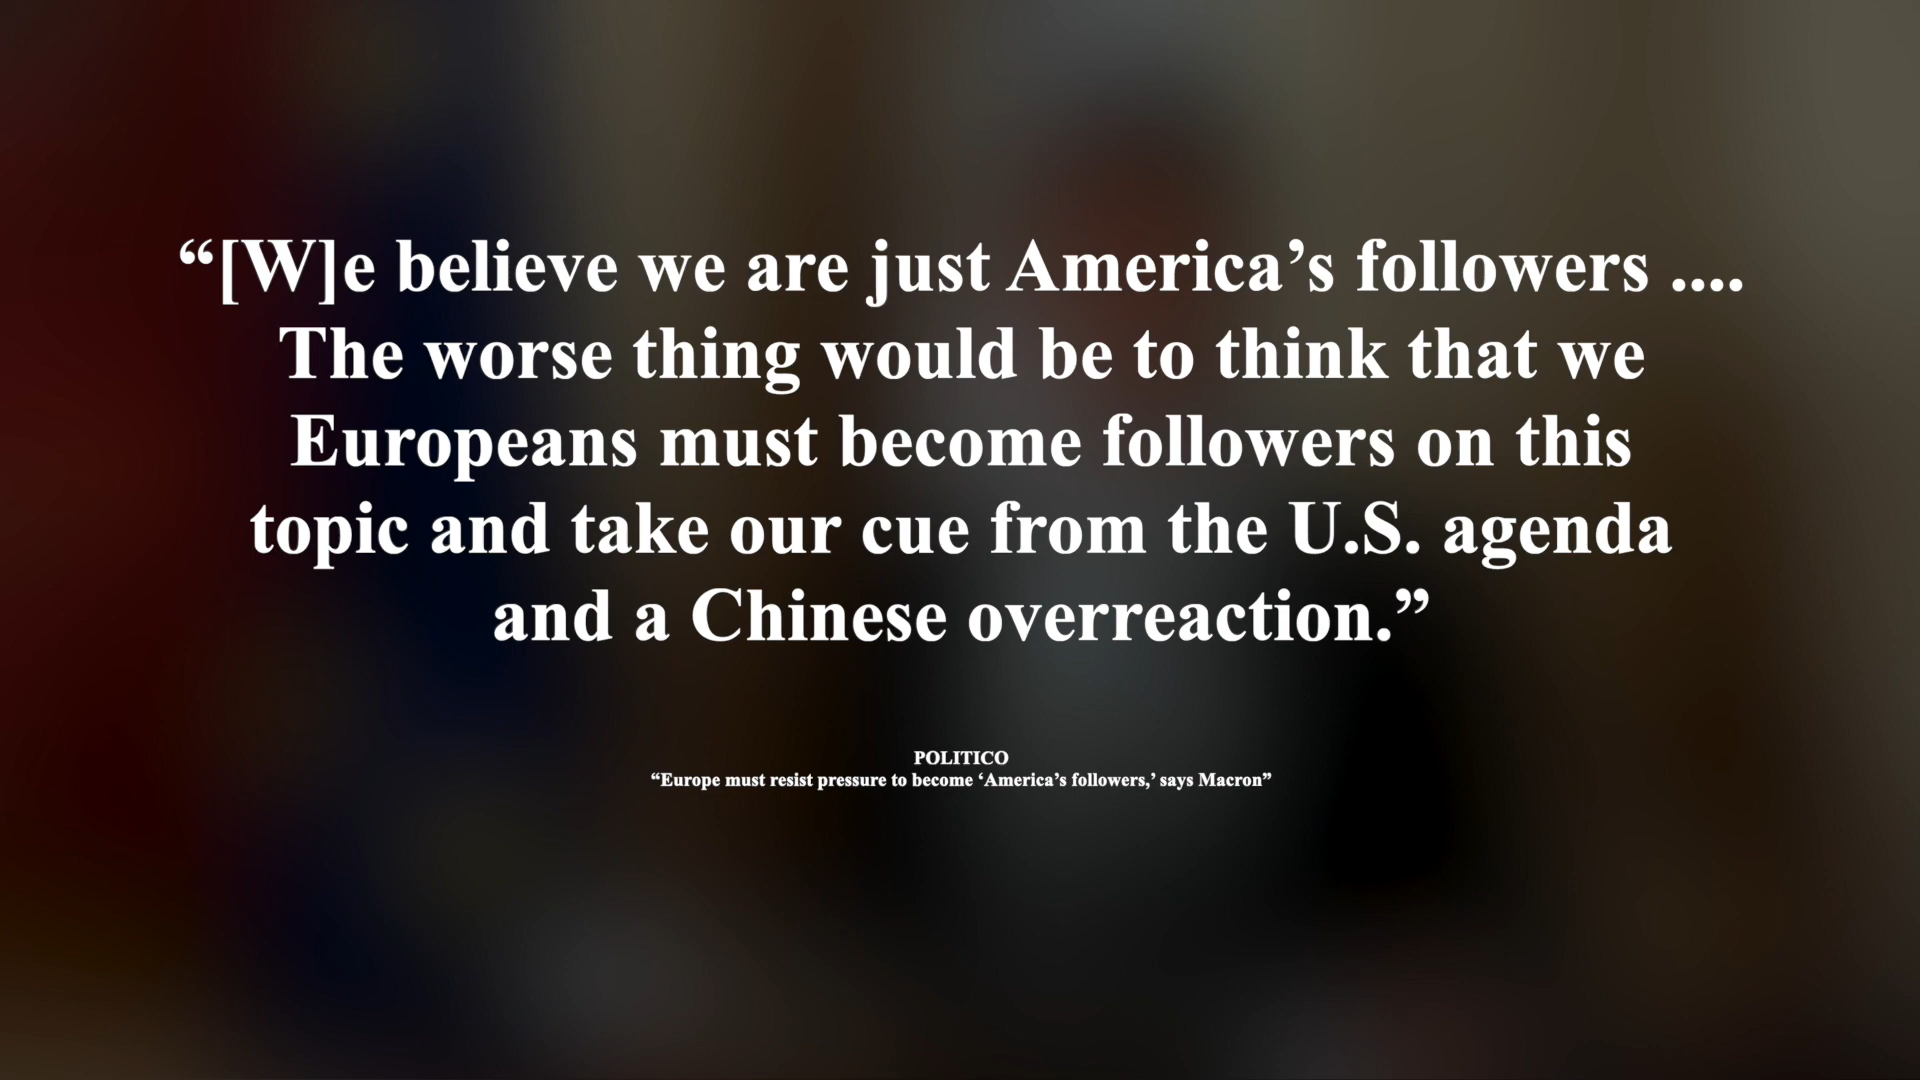 “[W]e believe we are just America’s followers ....
The worse thing would be to think that we
Europeans must become followers on this
topic and take our cue from the U.S. agenda
and a Chinese overreaction.”
POLITICO
“Europe must resist pressure to become ‘America’s followers,’ says Macron”